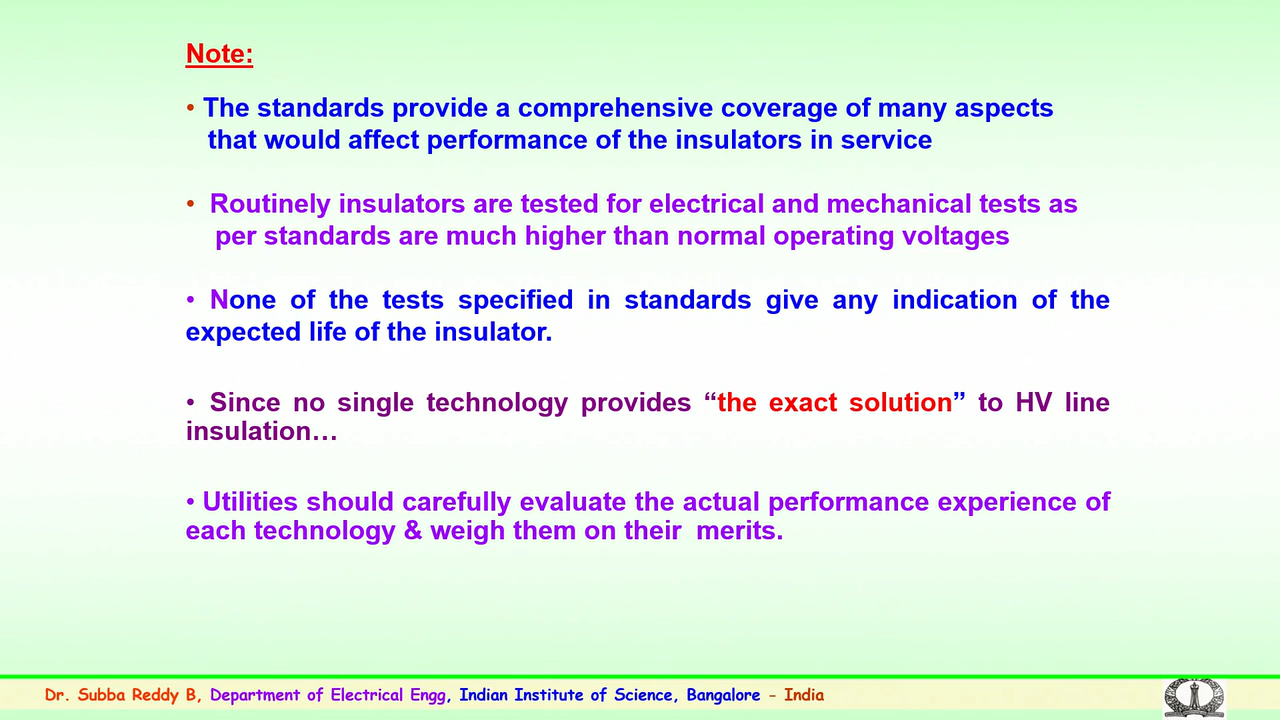 Note:
• The standards provide a comprehensive coverage of many aspects
that would affect performance of the insulators in service
• Routinely insulators are tested for electrical and mechanical tests as
per standards are much higher than normal operating voltages
• None of the tests specified in standards give any indication of the
expected life of the insulator.
• Since no single technology provides “the exact solution” to HV line
insulation…
• Utilities should carefully evaluate the actual performance experience of
each technology & weigh them on their merits.
Dr. Subba Reddy B, Department of Electrical Engg, Indian Institute of Science, Bangalore - India